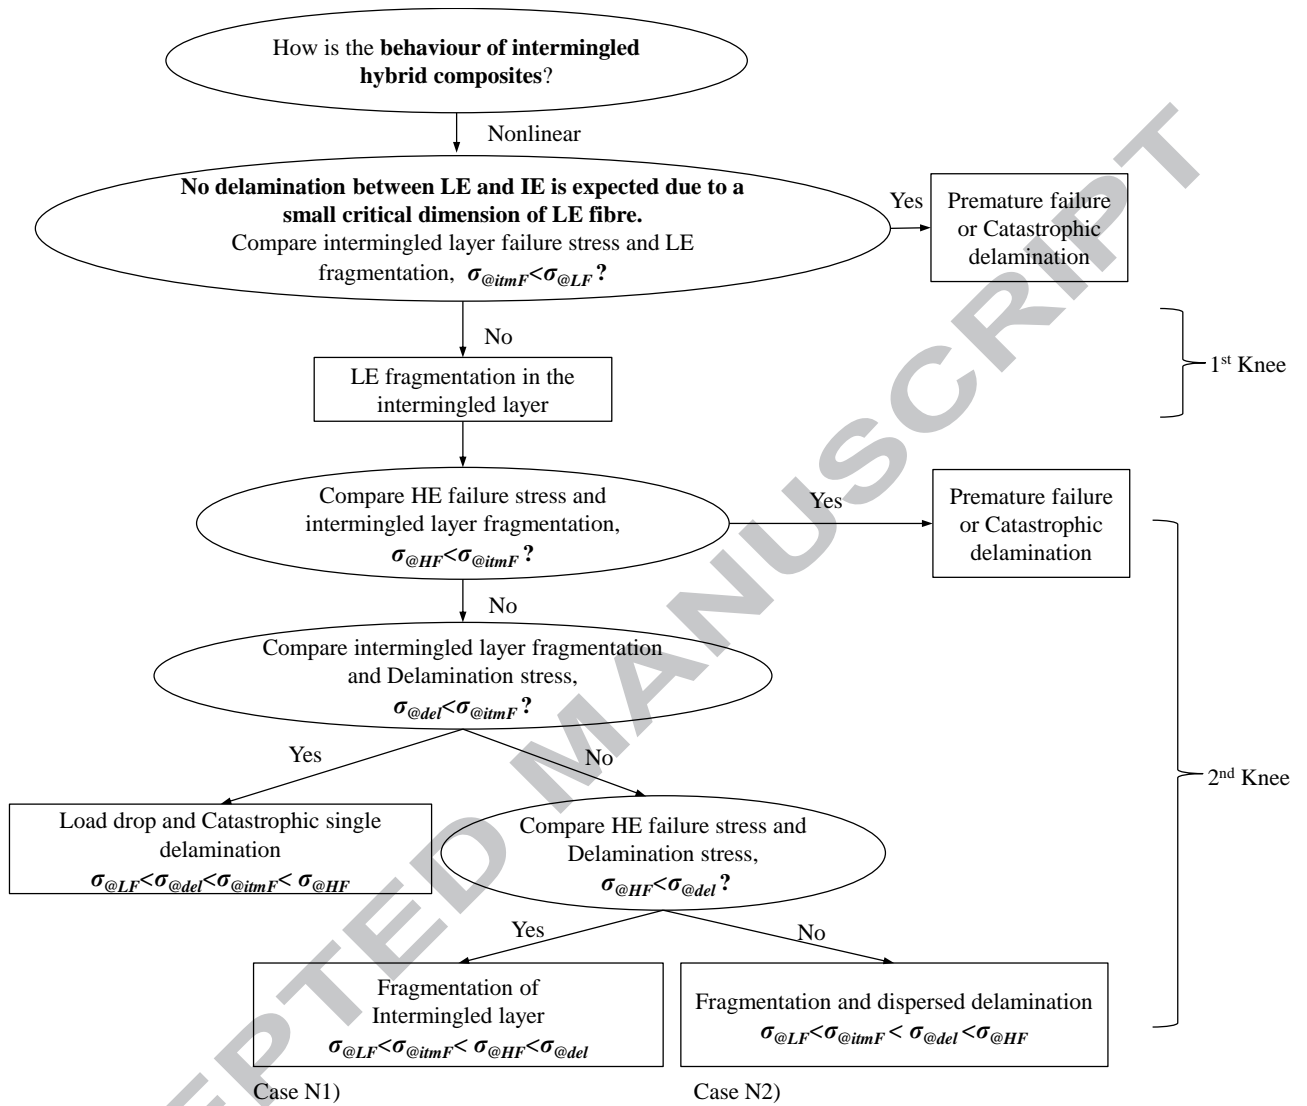 How is the behaviour of intermingled
hybrid composites?
Nonlinear
No delamination between LE and IE is expected due to a
small critical dimension of LE fibre.
Compare intermingled layer failure stress and LE
fragmentation, σ@itmF<σ@LF ?
Yes
Premature failure
or Catastrophic
delamination
No
LE fragmentation in the
intermingled layer
1st Knee
Compare HE failure stress and
intermingled layer fragmentation,
σ@HF<σ@itmF ?
Yes
Premature failure
or Catastrophic
delamination
No
Compare intermingled layer fragmentation
and Delamination stress,
σ@del<σ@itmF ?
Yes
No
2nd Knee
Load drop and Catastrophic single
delamination
σ@LF<σ@del<σ@itmF< σ@HF
Compare HE failure stress and
Delamination stress,
σ@HF<σ@del ?
Yes
No
Fragmentation of
Intermingled layer
σ@LF<σ@itmF< σ@HF<σ@del
Fragmentation and dispersed delamination
σ@LF<σ@itmF< σ@del<σ@HF
Case N1)
Case N2)
EPTED MANUSCRIPT